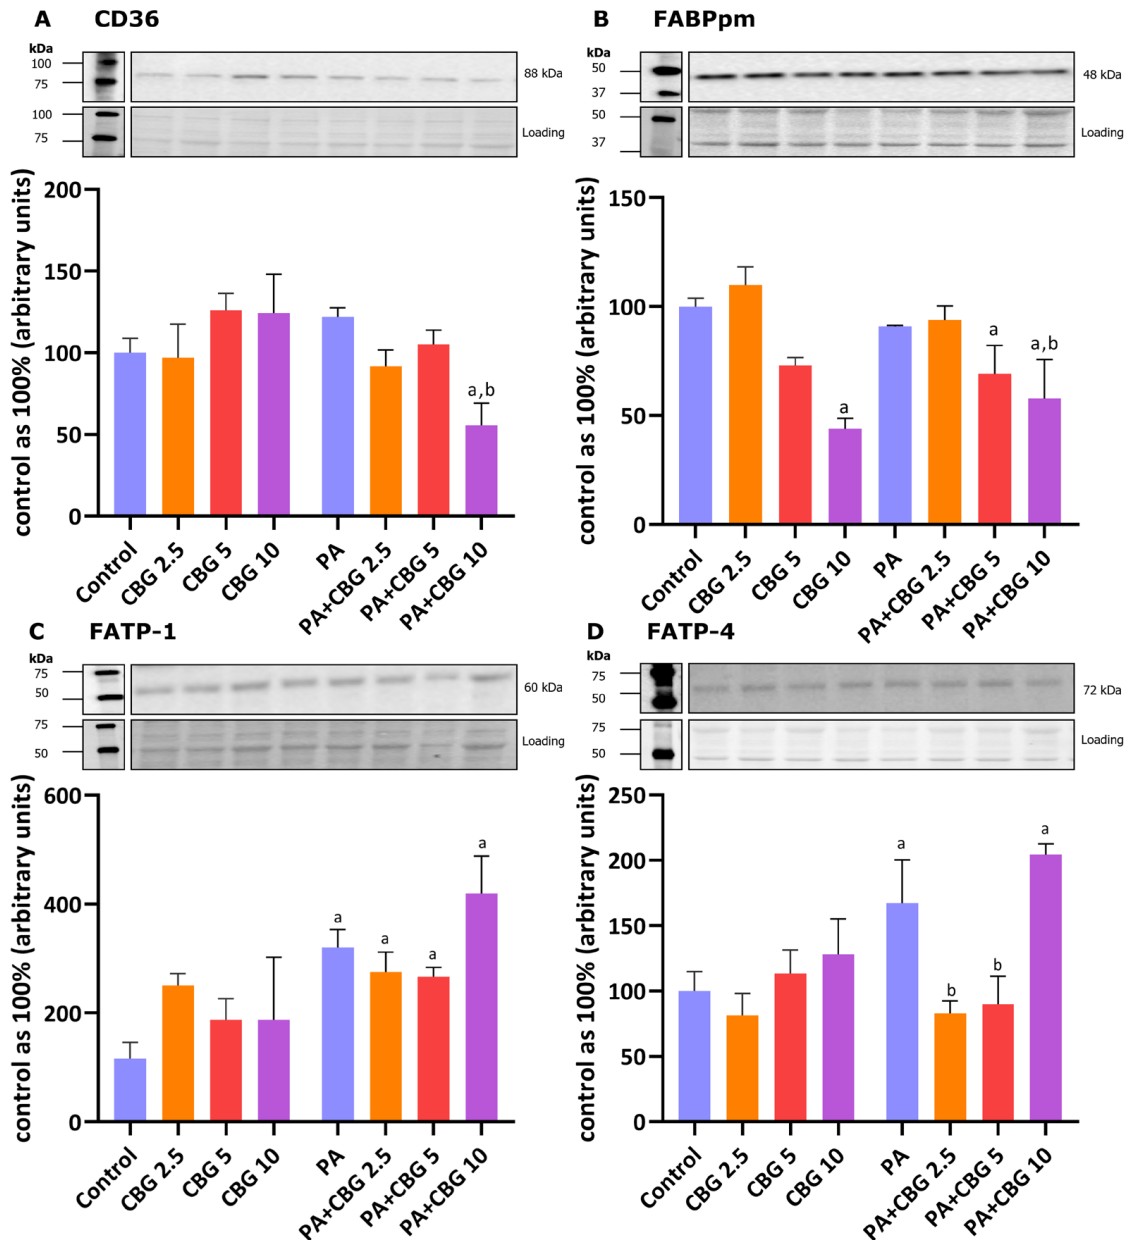 A CD36
kDa
100
75
88 kDa
100
75
Loading
control as 100% (arbitrary units)
200
150
100
50
0
a,b
Control
CBG 2.5
CBG 5
CBG 10
PA
PA+CBG 2.5
PA+CBG 5
PA+CBG 10
B FABPpm
kDa
50
37
48 kDa
50
37
Loading
control as 100% (arbitrary units)
150
100
50
0
a
a
a,b
Control
CBG 2.5
CBG 5
CBG 10
PA
PA+CBG 2.5
PA+CBG 5
PA+CBG 10
C FATP-1
kDa
75
50
60 kDa
75
50
Loading
control as 100% (arbitrary units)
600
400
200
0
a
a
a
a
Control
CBG 2.5
CBG 5
CBG 10
PA
PA+CBG 2.5
PA+CBG 5
PA+CBG 10
D FATP-4
kDa
75
50
72 kDa
75
50
Loading
control as 100% (arbitrary units)
250
200
150
100
50
0
a
b
b
a
Control
CBG 2.5
CBG 5
CBG 10
PA
PA+CBG 2.5
PA+CBG 5
PA+CBG 10